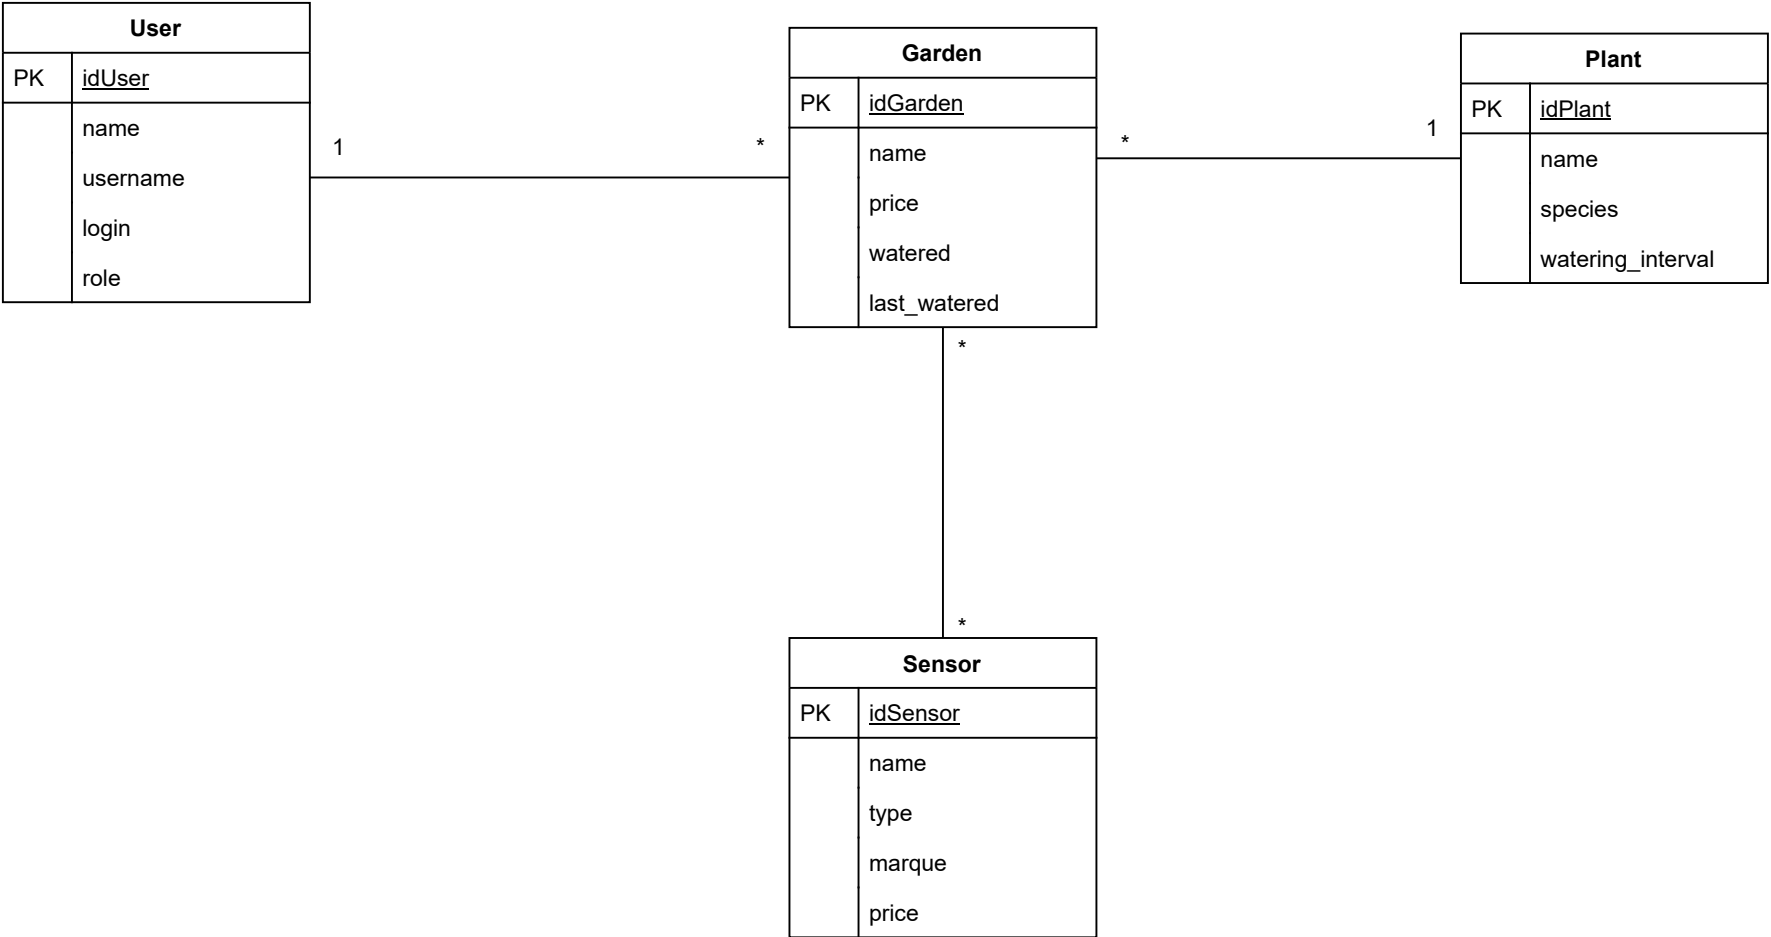 User
PK idUser
name
username
login
role
1
*
Garden
PK idGarden
name
price
watered
last_watered
*
1
Plant
PK idPlant
name
species
watering_interval
*
*
Sensor
PK idSensor
name
type
marque
price